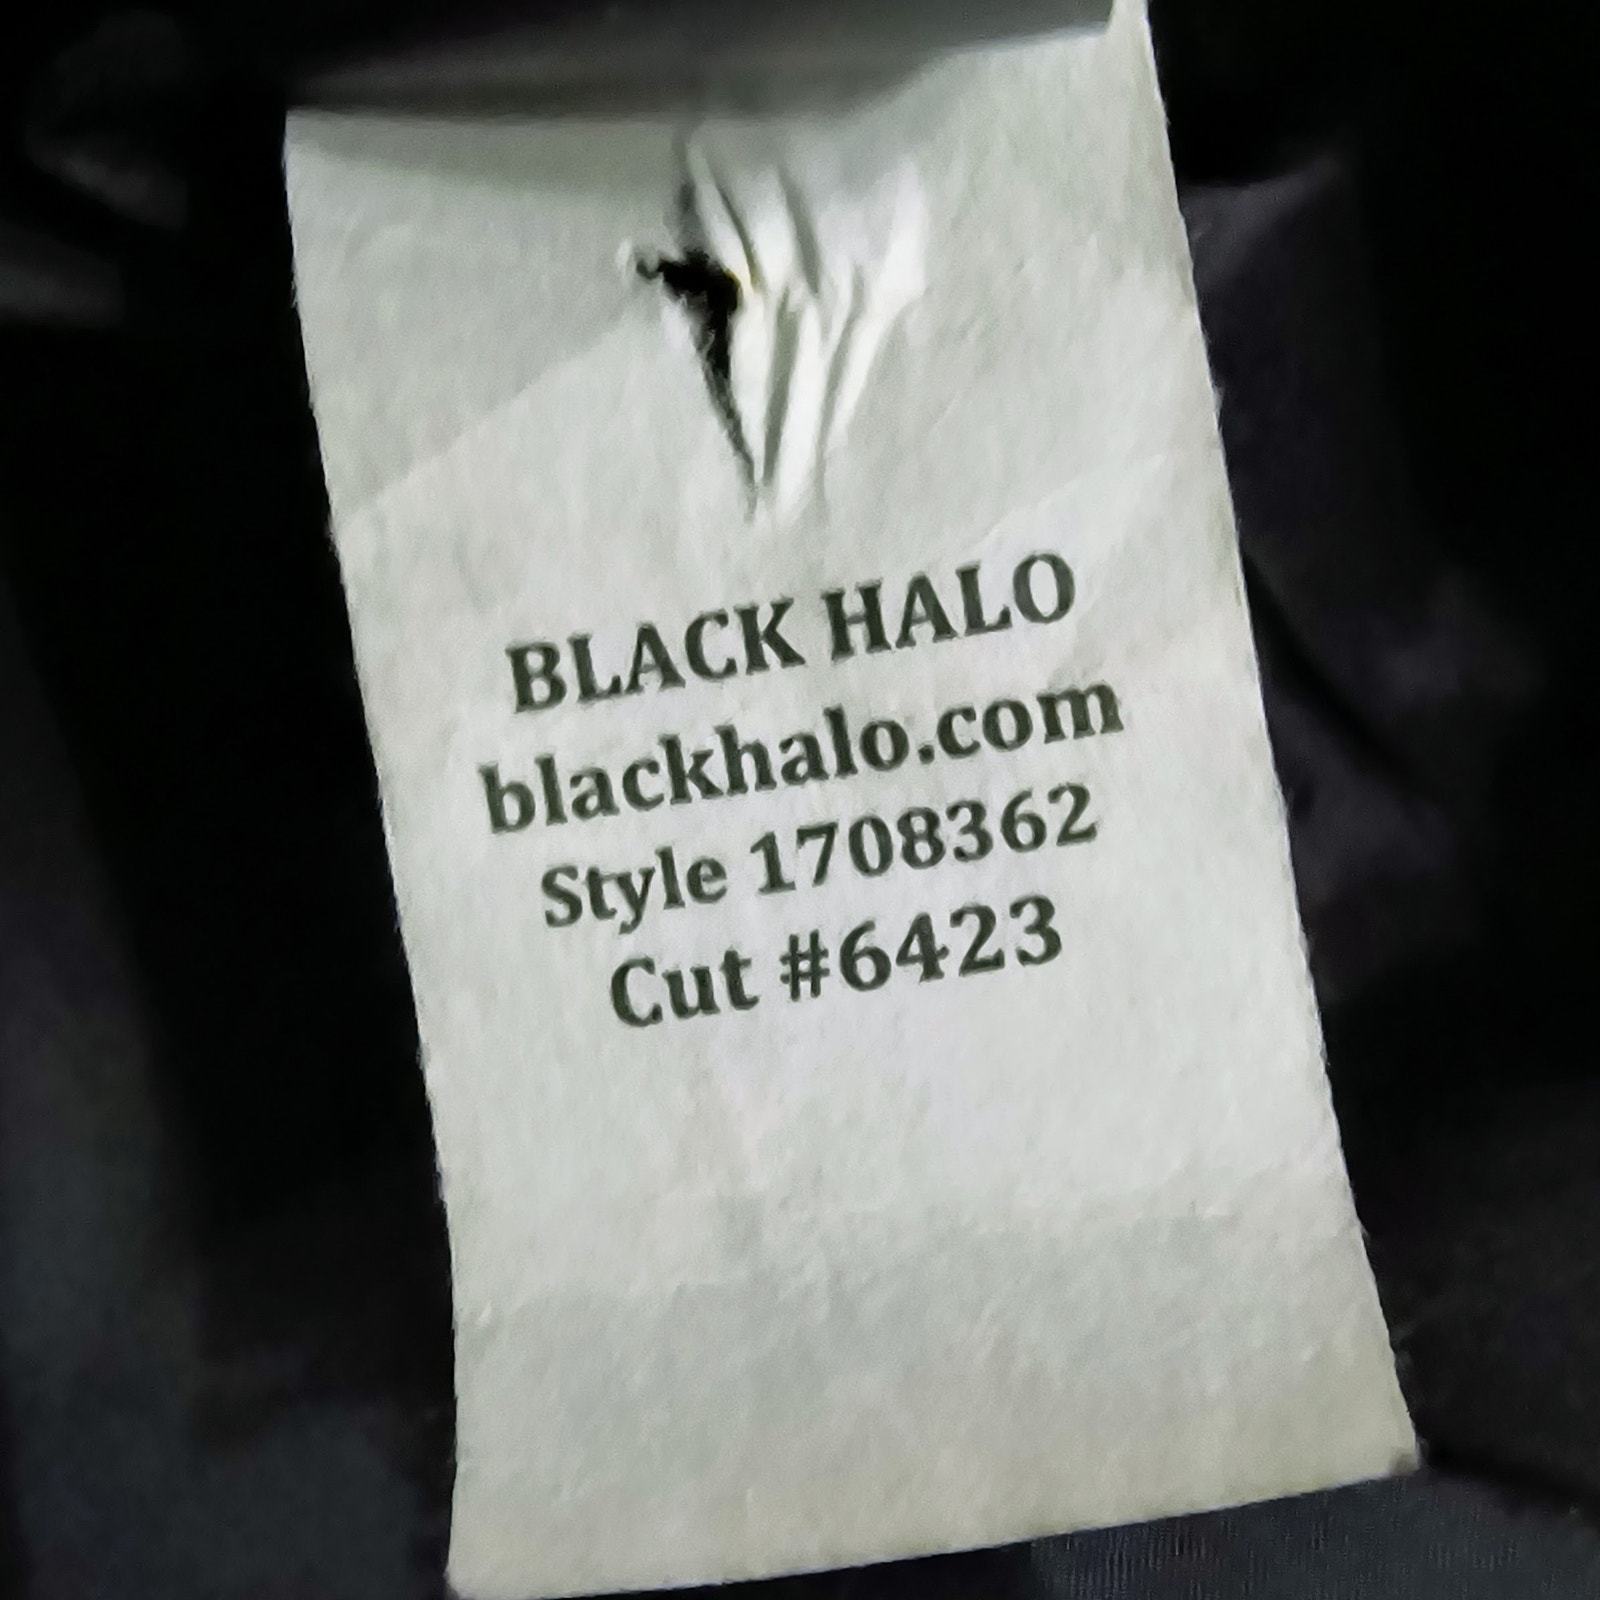 BLACK HALO
blackhalo.com
Style 1708362
Cut #6423